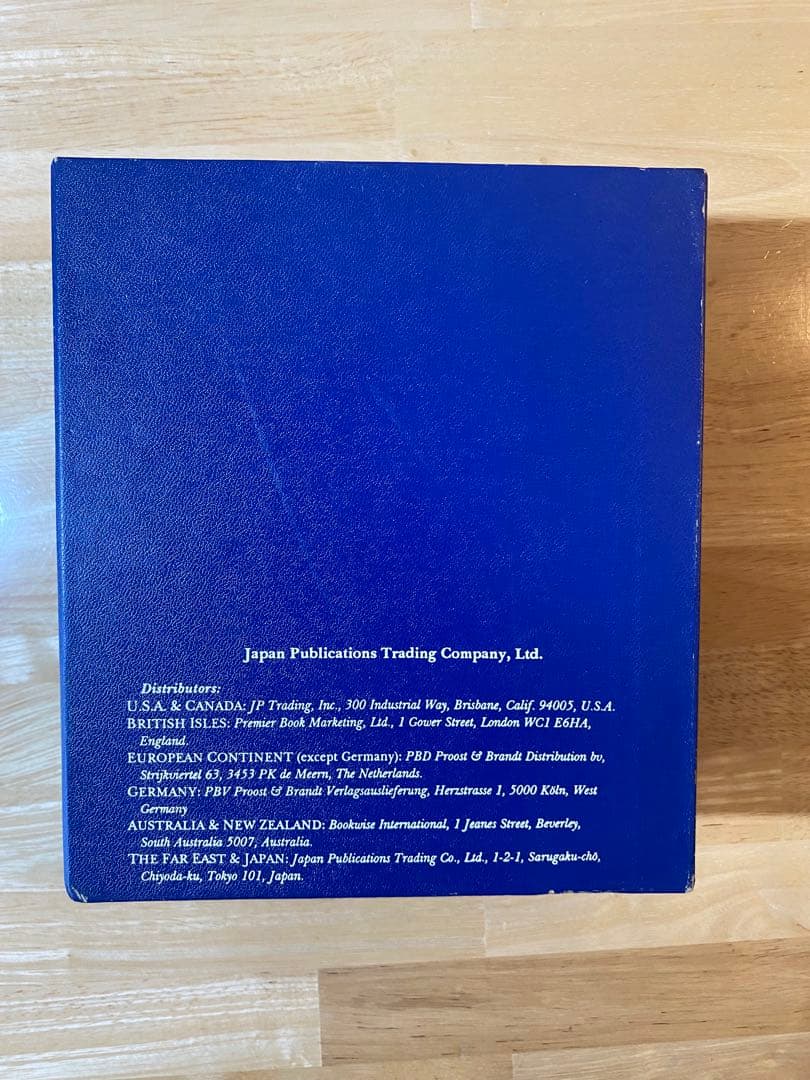 Japan Publications Trading Company, Ltd.
Distributors:
U.S.A. & CANADA: JP Trading, Inc., 300 Industrial Way, Brisbane, Calif. 94005, U.S.A.
BRITISH ISLES: Premier Book Marketing, Ltd., 1 Gower Street, London WC1 E6HA,
England.
EUROPEAN CONTINENT (except Germany): PBD Proost & Brandt Distribution bv,
Strijkviertel 63, 3453 PK de Meern, The Netherlands.
GERMANY: PBV Proost & Brandt Verlagsauslieferung, Herzstrasse 1, 5000 Köln, West
Germany
AUSTRALIA & NEW ZEALAND: Bookwise International, 1 Jeanes Street, Beverley,
South Australia 5007, Australia.
THE FAR EAST & JAPAN: Japan Publications Trading Co., Ltd., 1-2-1, Sarugaku-chō,
Chiyoda-ku, Tokyo 101, Japan.